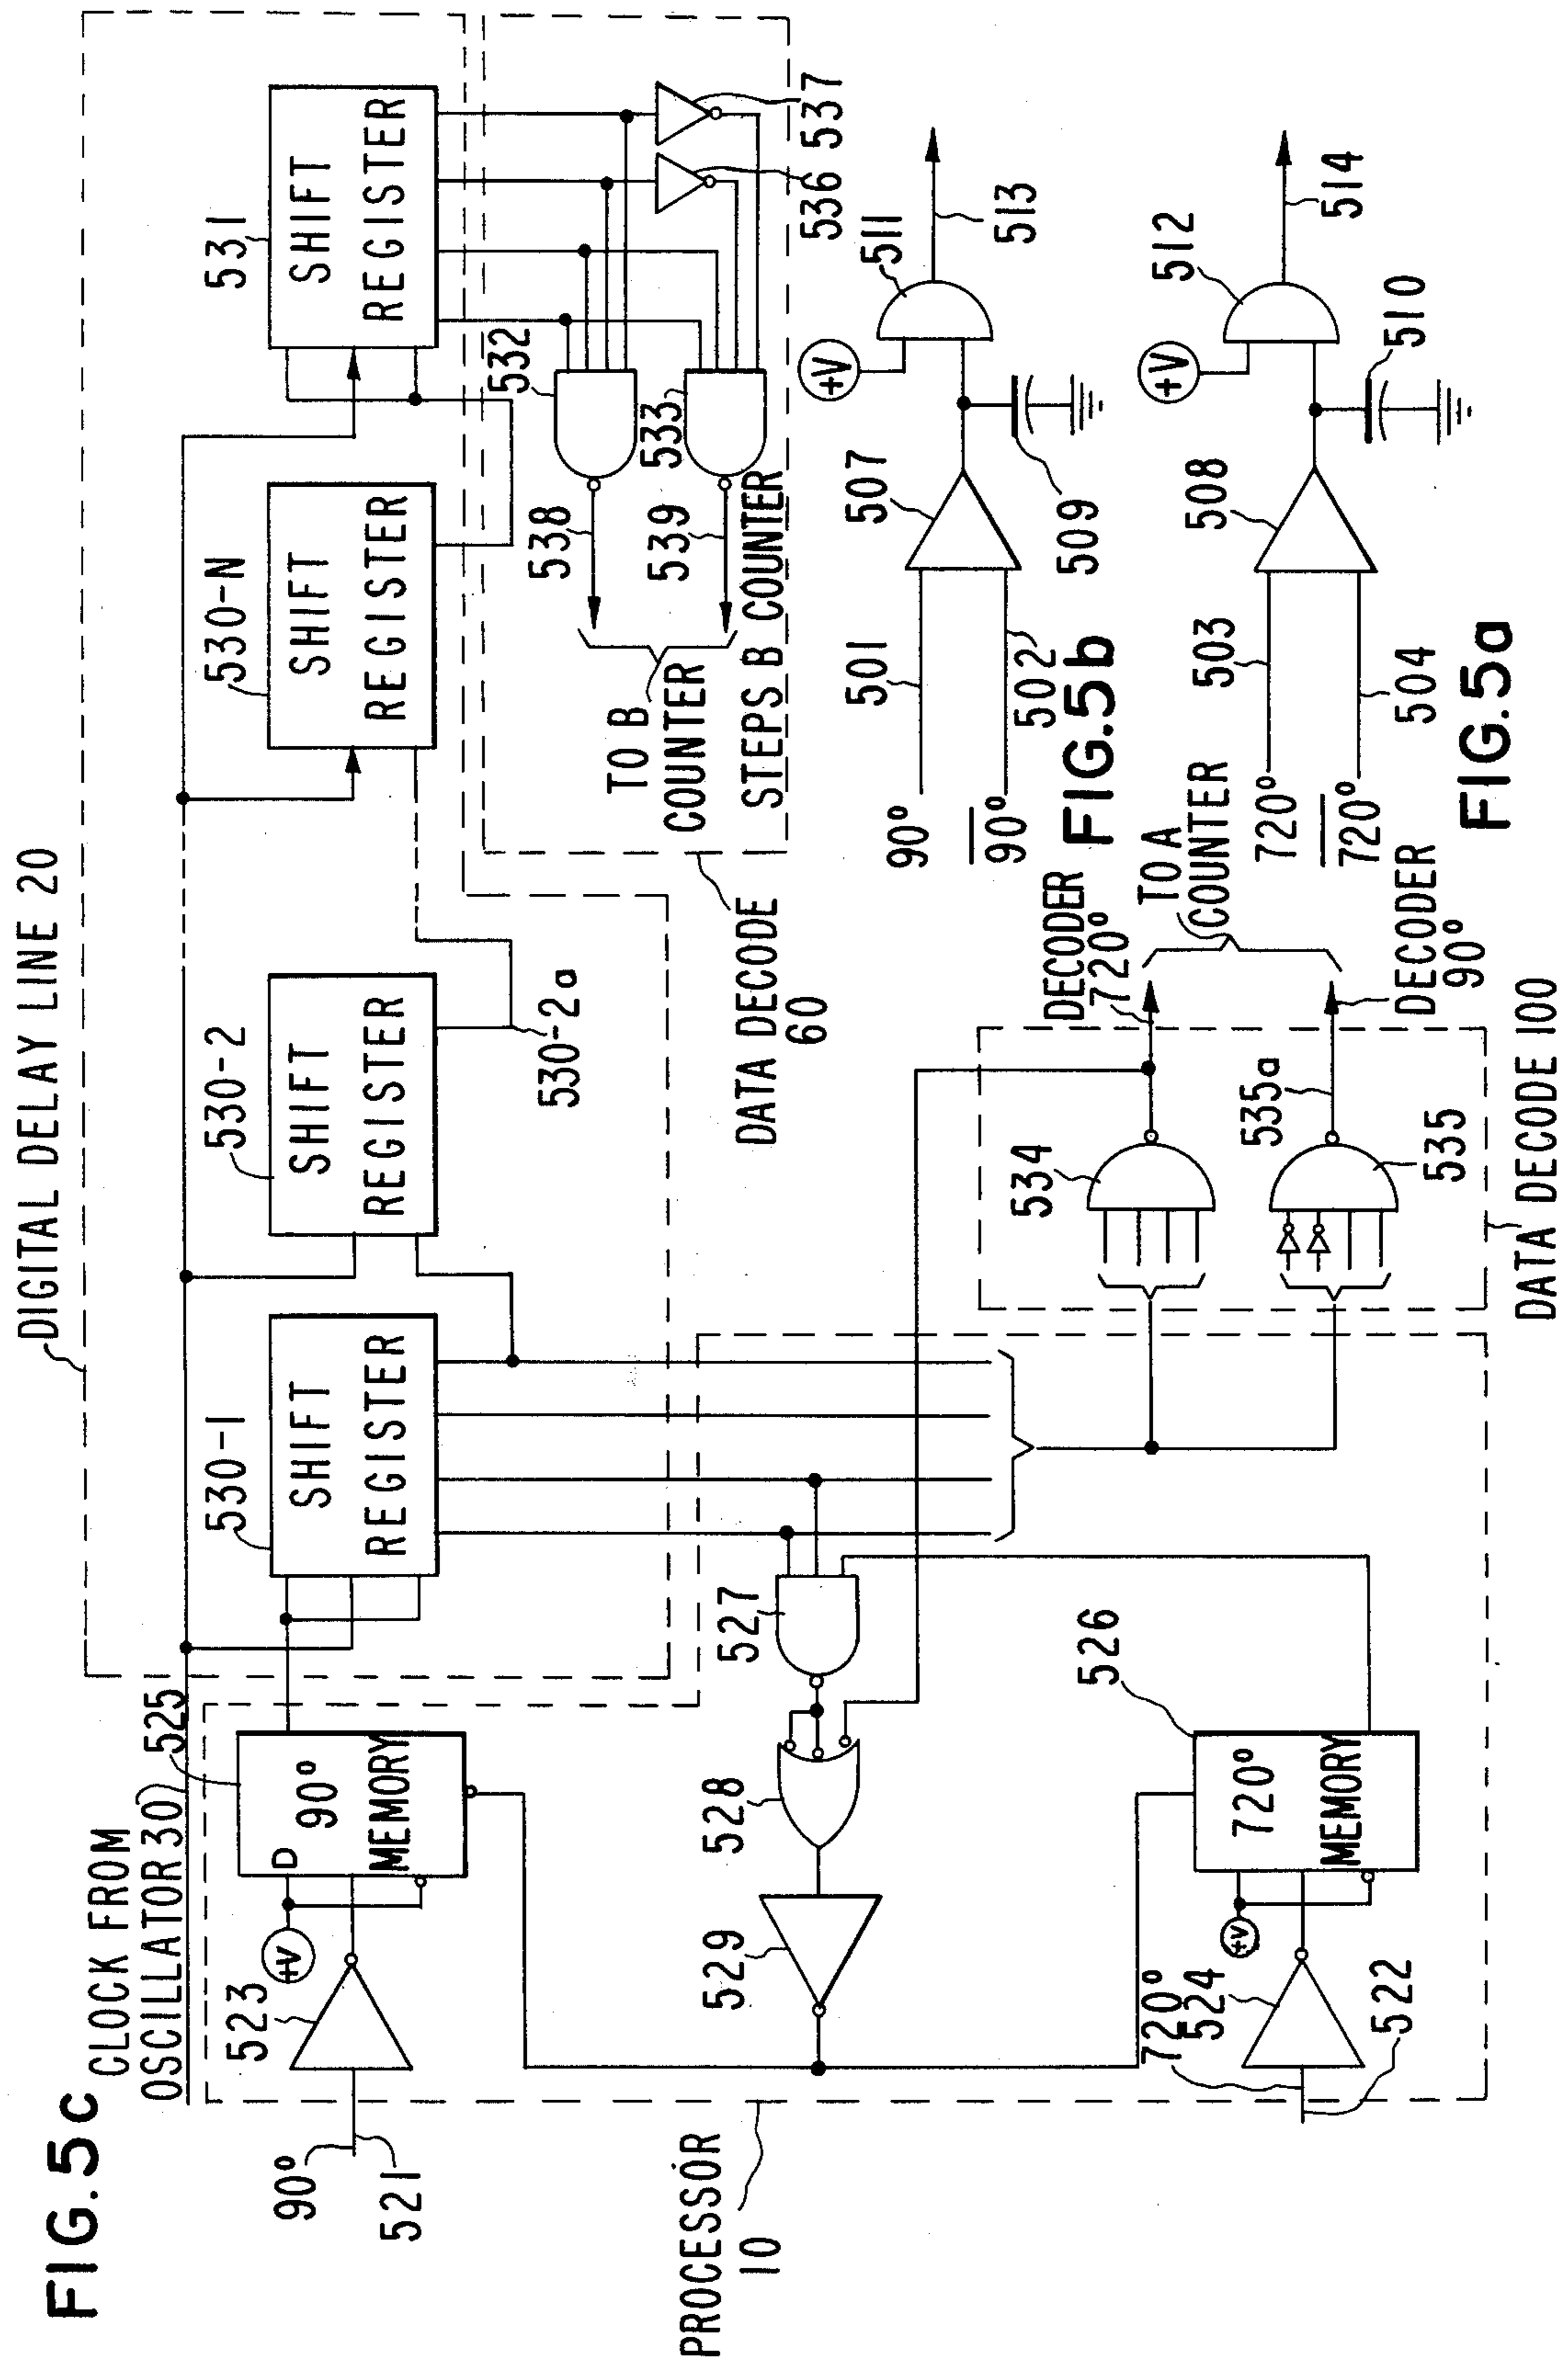 FIG.5c
CLOCK FROM
OSCILLATOR 30
DIGITAL DELAY LINE 20
525
530-1
530-2
530-N
531
90°
521
523
+V
D
90°
MEMORY
SHIFT
REGISTER
SHIFT
REGISTER
530-2a
SHIFT
REGISTER
SHIFT
REGISTER
532
533
536
537
538
539
TO B
COUNTER
STEPS B COUNTER
DATA DECODE
60
PROCESSOR
10
527
528
529
526
720°
MEMORY
+V
720°
524
522
534
535a
535
DATA DECODE 100
DECODER
720°
TO A
COUNTER
DECODER
90°
90°
90°
501
502
507
509
+V
511
513
FIG.5b
720°
720°
503
504
508
510
+V
512
514
FIG.5a